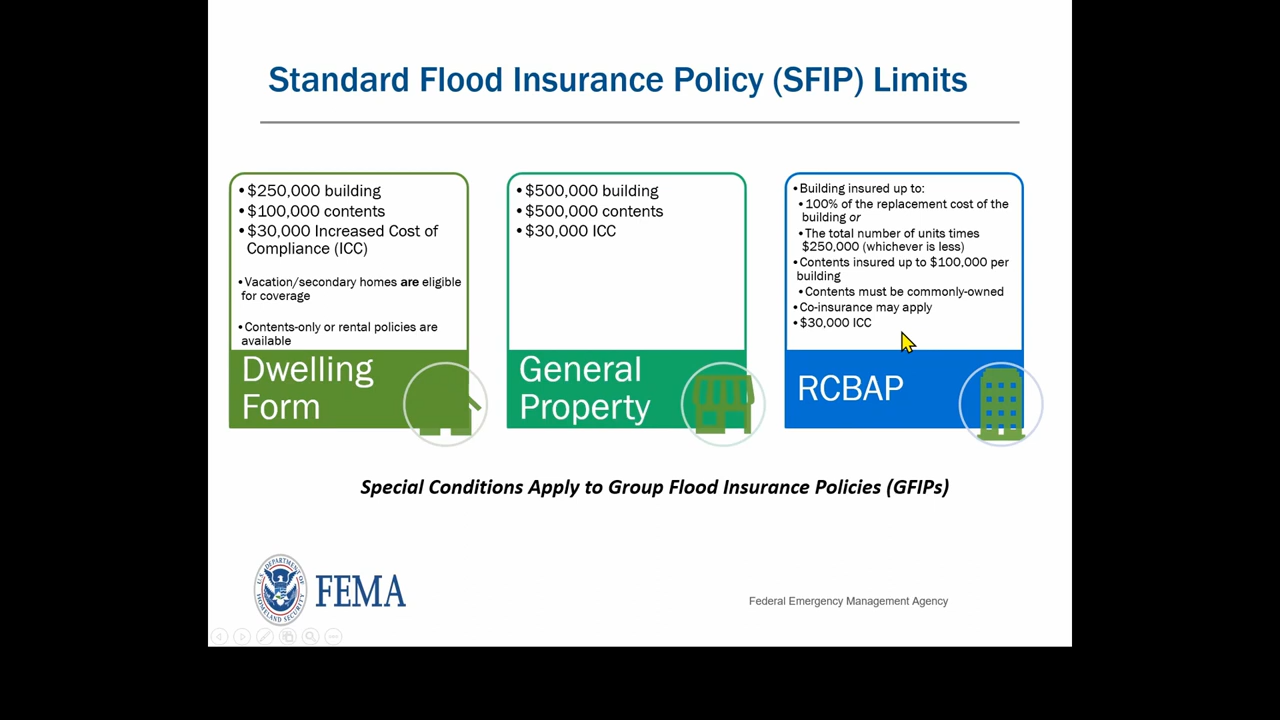 Standard Flood Insurance Policy (SFIP) Limits
•$250,000 building
•$100,000 contents
•$30,000 Increased Cost of
Compliance (ICC)
•Vacation/secondary homes are eligible
for coverage
•Contents-only or rental policies are
available
Dwelling
Form
•$500,000 building
•$500,000 contents
•$30,000 ICC
General
Property
•Building insured up to:
•100% of the replacement cost of the
building or
•The total number of units times
$250,000 (whichever is less)
•Contents insured up to $100,000 per
building
•Contents must be commonly-owned
•Co-insurance may apply
•$30,000 ICC
RCBAP
Special Conditions Apply to Group Flood Insurance Policies (GFIPs)
U.S. DEPARTMENT OF
HOMELAND SECURITY
FEMA
Federal Emergency Management Agency